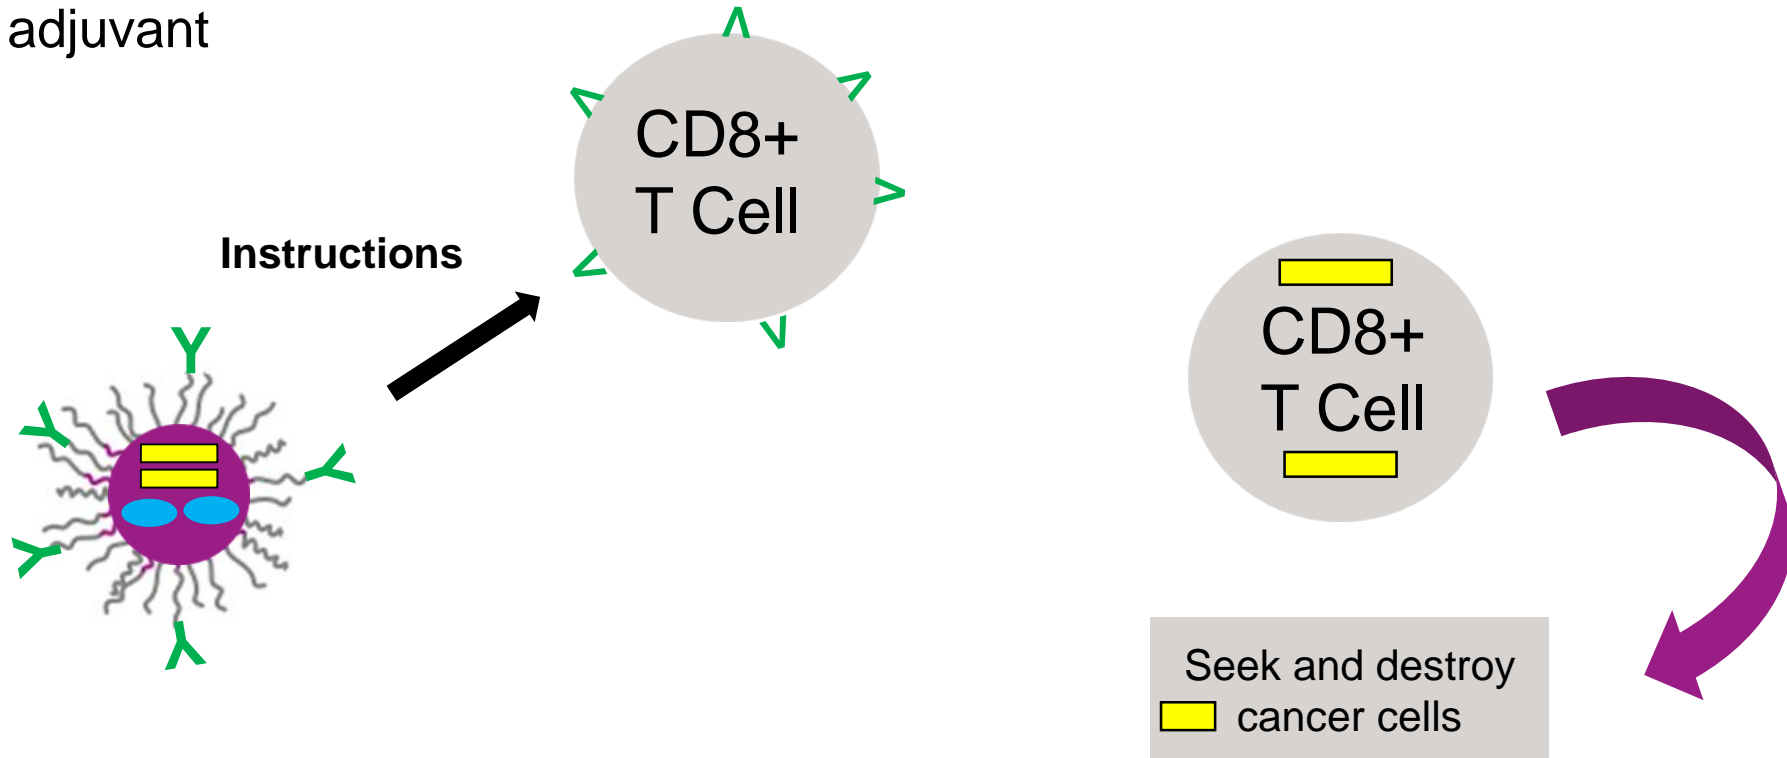 adjuvant
CD8+
T Cell
Instructions
CD8+
T Cell
Seek and destroy
cancer cells